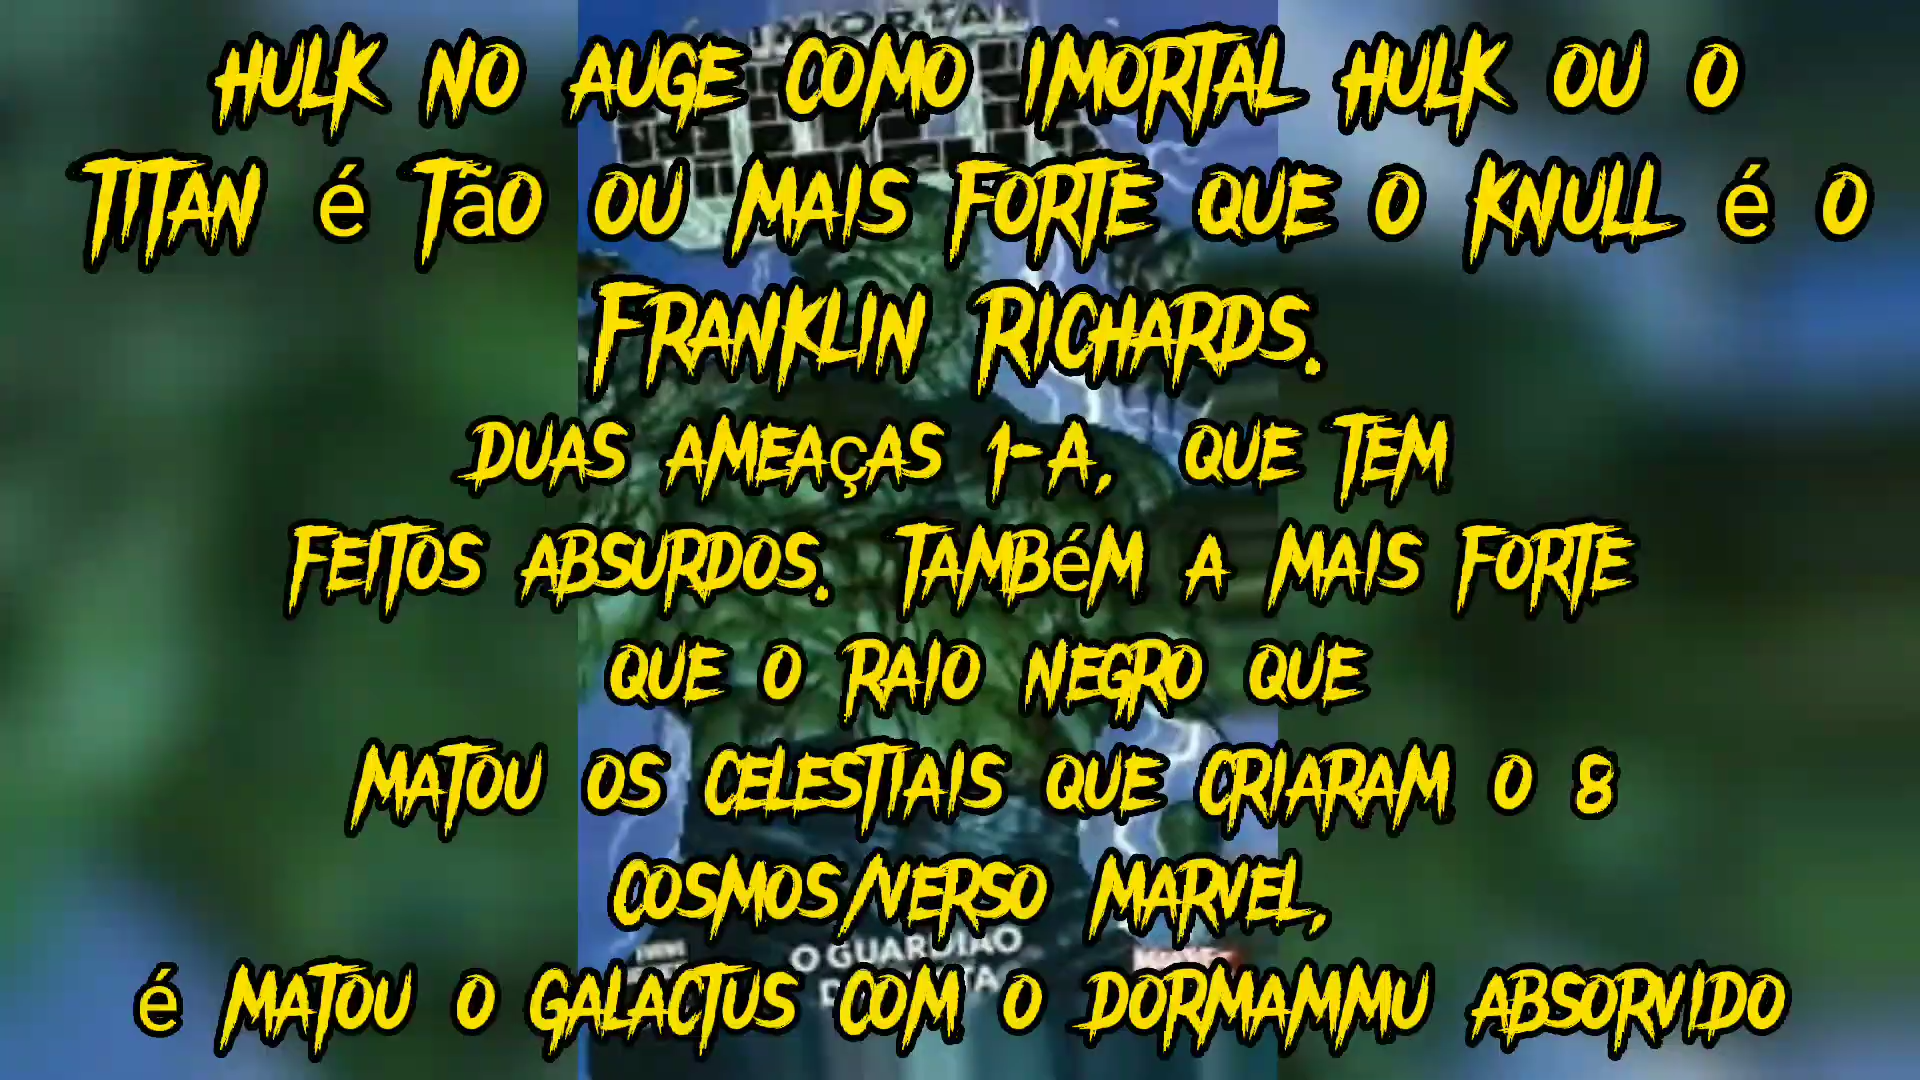 IMORTAL
HULK NO AUGE COMO IMORTAL HULK OU O
TITAN é TãO OU MAIS FORTE QUE O KNULL é O
FRANKLIN RICHARDS.
DUAS AMEAçAS 1-A, QUE TEM
FEITOS ABSURDOS. TAMBéM A MAIS FORTE
QUE O RAIO NEGRO QUE
MATOU OS CELESTIAIS QUE CRIARAM O 8
COSMOS/VERSO MARVEL,
O GUARDIÃO
é MATOU O GALACTUS COM O DORMAMMU ABSORVIDO